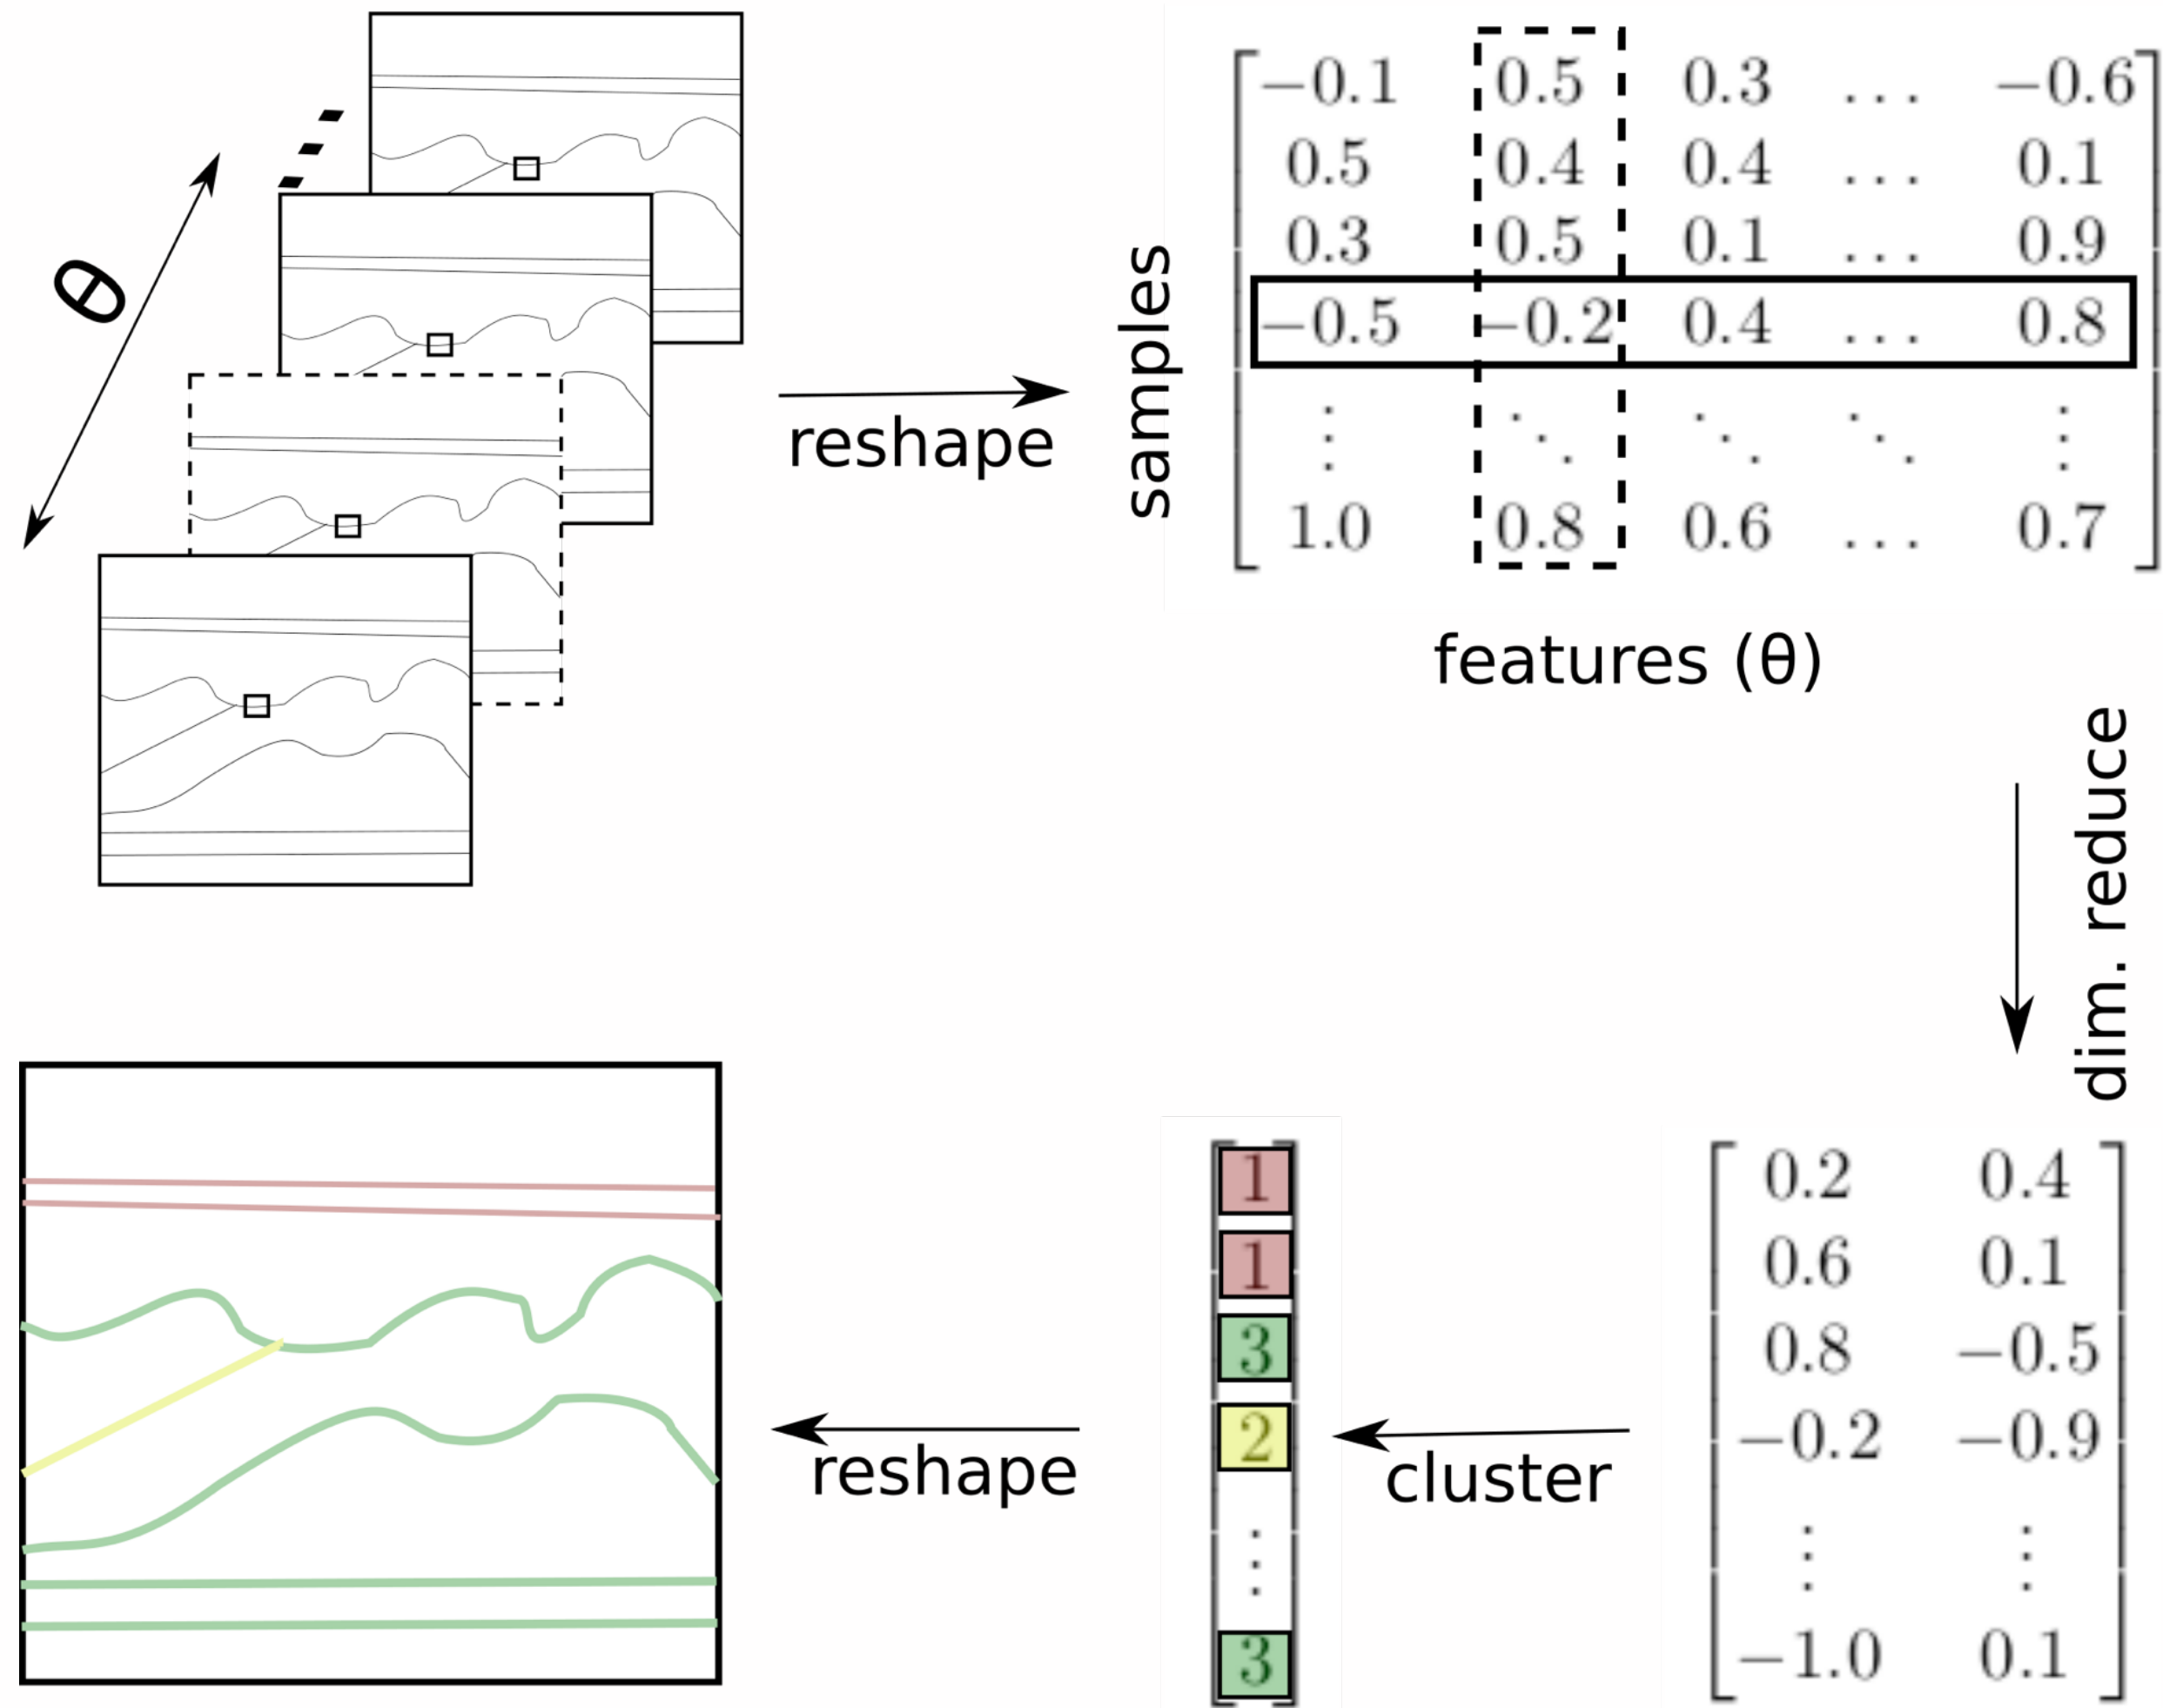 θ
reshape
samples
−0.1 0.5 0.3 ... −0.6
0.5 0.4 0.4 ... 0.1
0.3 0.5 0.1 ... 0.9
−0.5 −0.2 0.4 ... 0.8
⋮ ⋱ ⋱ ⋱ ⋮
1.0 0.8 0.6 ... 0.7
features (θ)
dim. reduce
0.2 0.4
0.6 0.1
0.8 −0.5
−0.2 −0.9
⋮ ⋮
−1.0 0.1
cluster
1
1
3
2
⋮
3
reshape